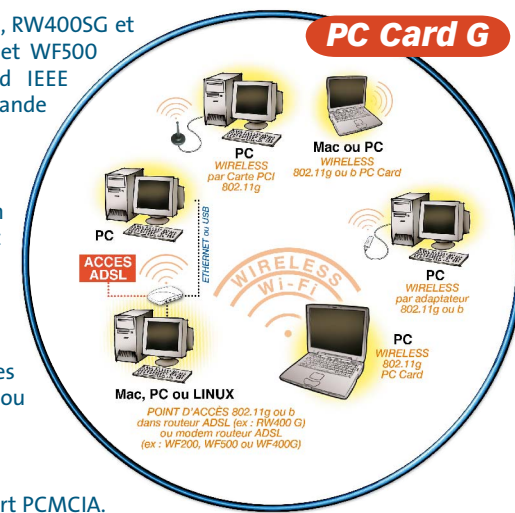 , RW400SG et
et WF500
d IEEE
ande
PC Card G
PC
WIRELESS
par Carte PCI
802.11g
Mac ou PC
WIRELESS
802.11g ou b PC Card
PC
ETHERNET ou USB
ACCES
ADSL
WIRELESS
Wi-Fi
PC
WIRELESS
par adaptateur
802.11g ou b
PC
WIRELESS
802.11g
PC Card
Mac, PC ou LINUX
POINT D'ACCÈS 802.11g ou b
dans routeur ADSL (ex : RW400 G)
ou modem routeur ADSL
(ex : WF200, WF500 ou WF400G)
es
ou
rt PCMCIA.